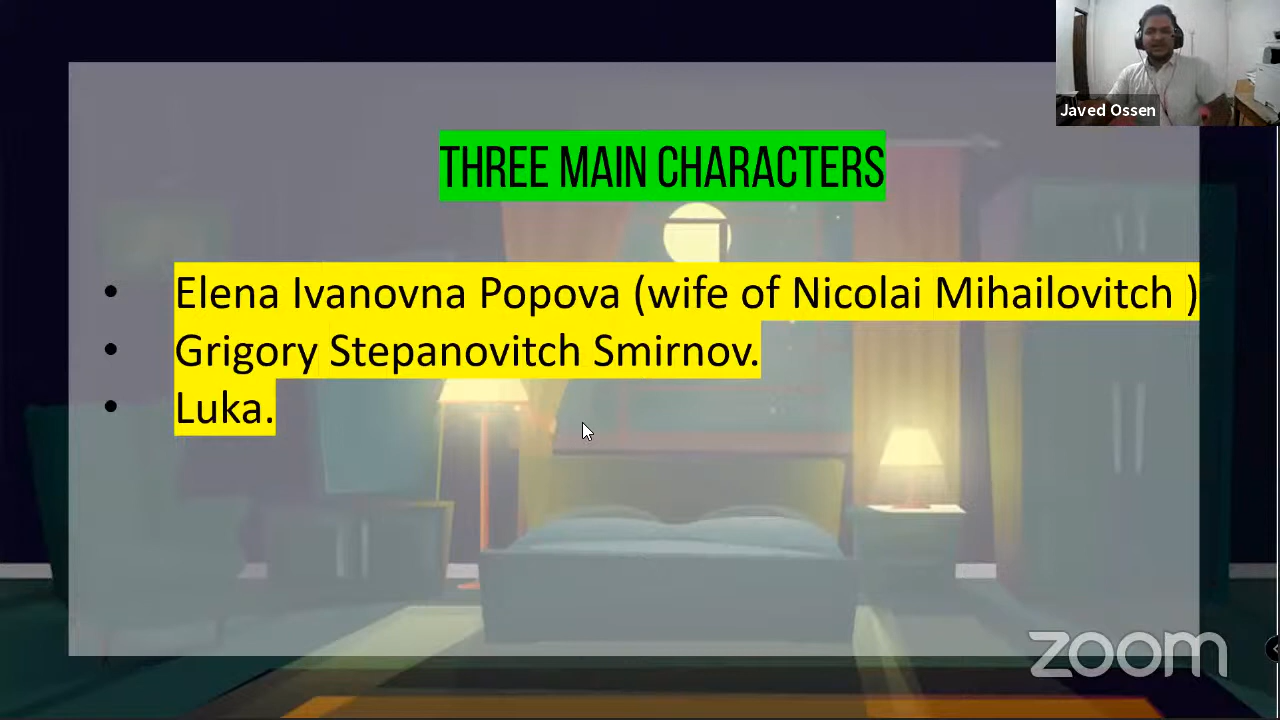 Javed Ossen
THREE MAIN CHARACTERS
• Elena Ivanovna Popova (wife of Nicolai Mihailovitch )
• Grigory Stepanovitch Smirnov.
• Luka.
zoom